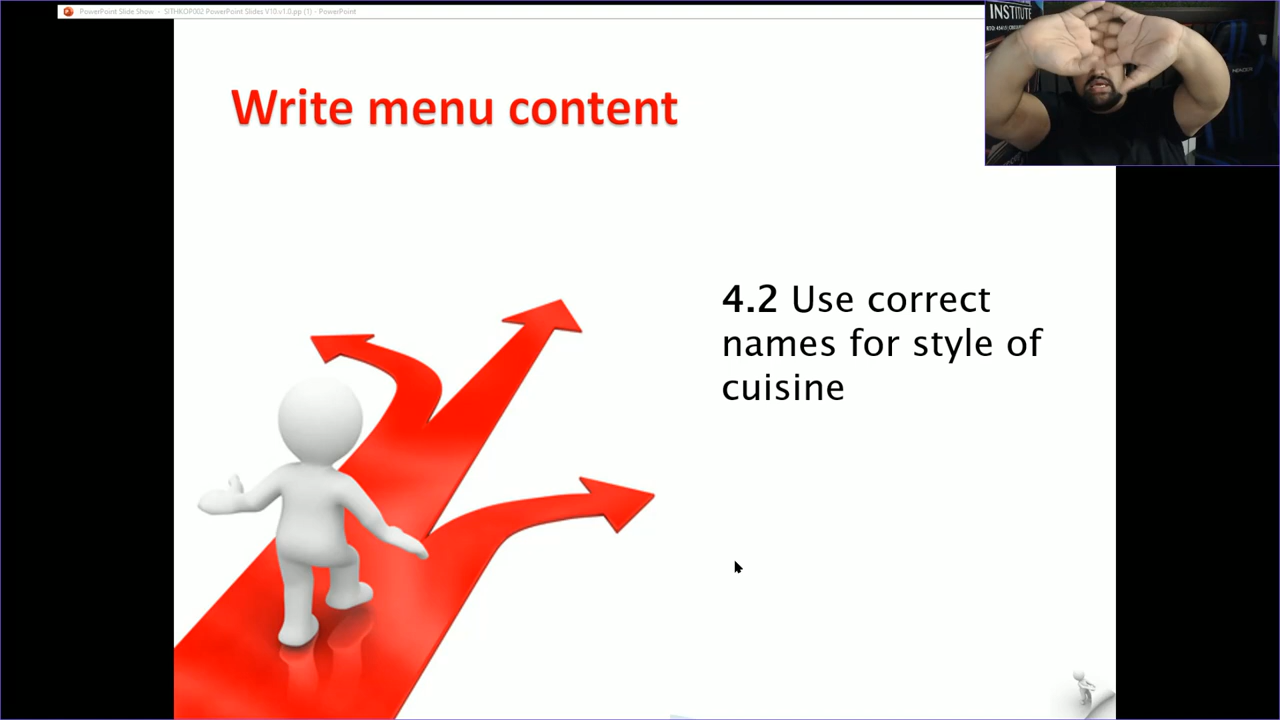 PowerPoint Slide Show - SITHKOP002 PowerPoint Slides V10 v1.0.pp (1) - PowerPoint
INSTITUTE
Write menu content
4.2 Use correct
names for style of
cuisine